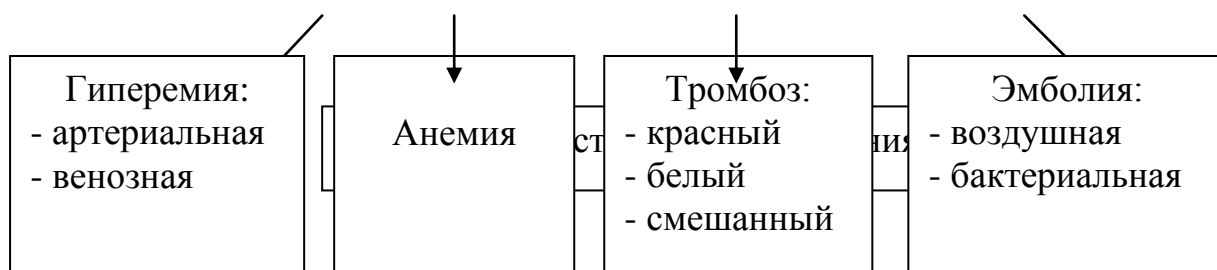 Гиперемия:
- артериальная
- венозная
Анемия
Тромбоз:
- красный
- белый
- смешанный
Эмболия:
- воздушная
- бактериальная